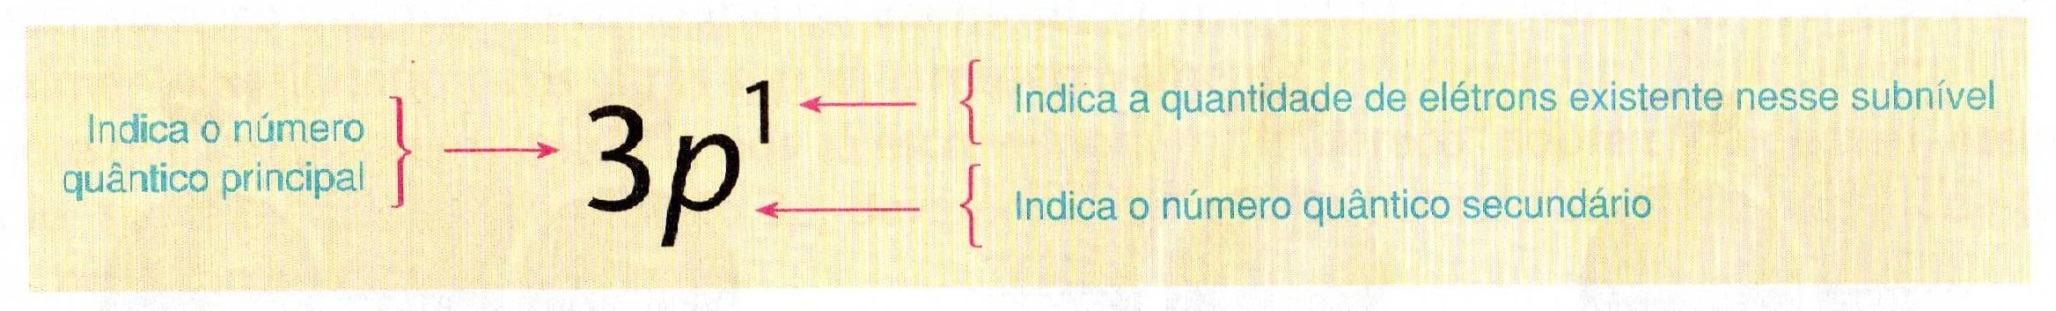 Indica o número
quântico principal
3p¹
Indica a quantidade de elétrons existente nesse subnível
Indica o número quântico secundário